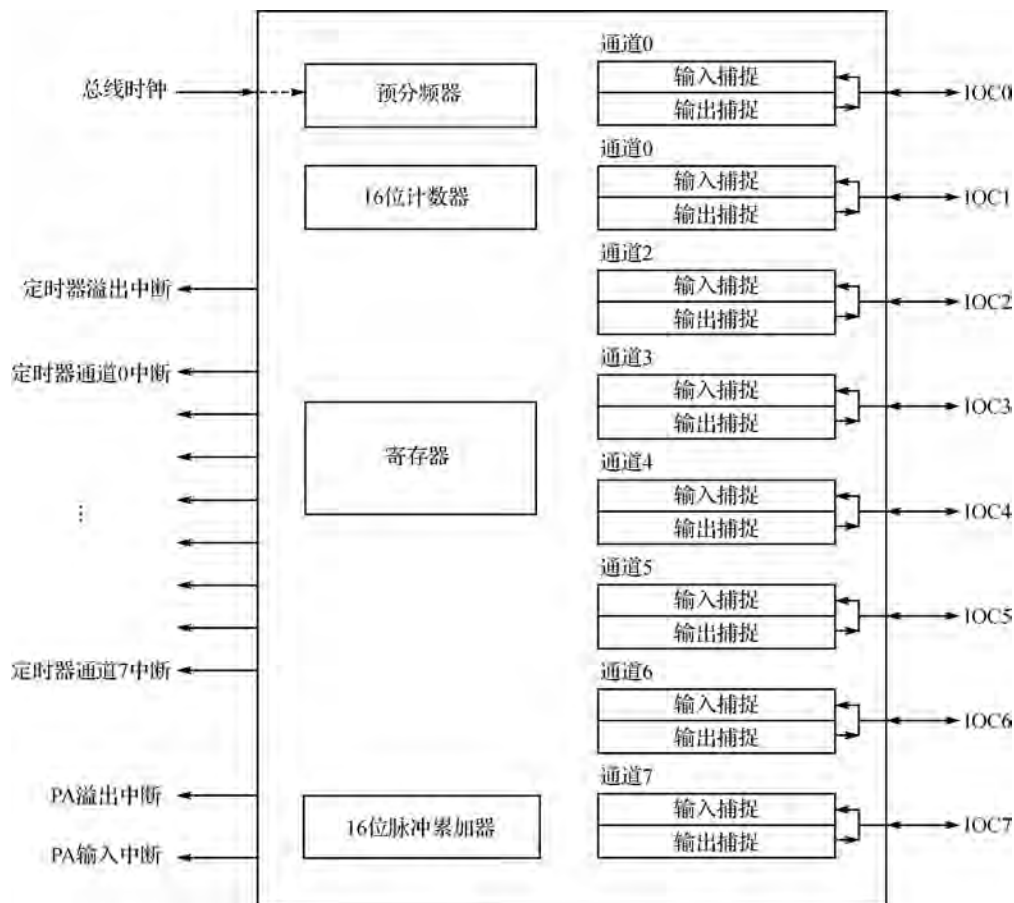 总线时钟
定时器溢出中断
定时器通道0中断
⋮
定时器通道7中断
PA溢出中断
PA输入中断
预分频器
16位计数器
寄存器
16位脉冲累加器
通道0
输入捕捉
输出捕捉
IOC0
通道0
输入捕捉
输出捕捉
IOC1
通道2
输入捕捉
输出捕捉
IOC2
通道3
输入捕捉
输出捕捉
IOC3
通道4
输入捕捉
输出捕捉
IOC4
通道5
输入捕捉
输出捕捉
IOC5
通道6
输入捕捉
输出捕捉
IOC6
通道7
输入捕捉
输出捕捉
IOC7